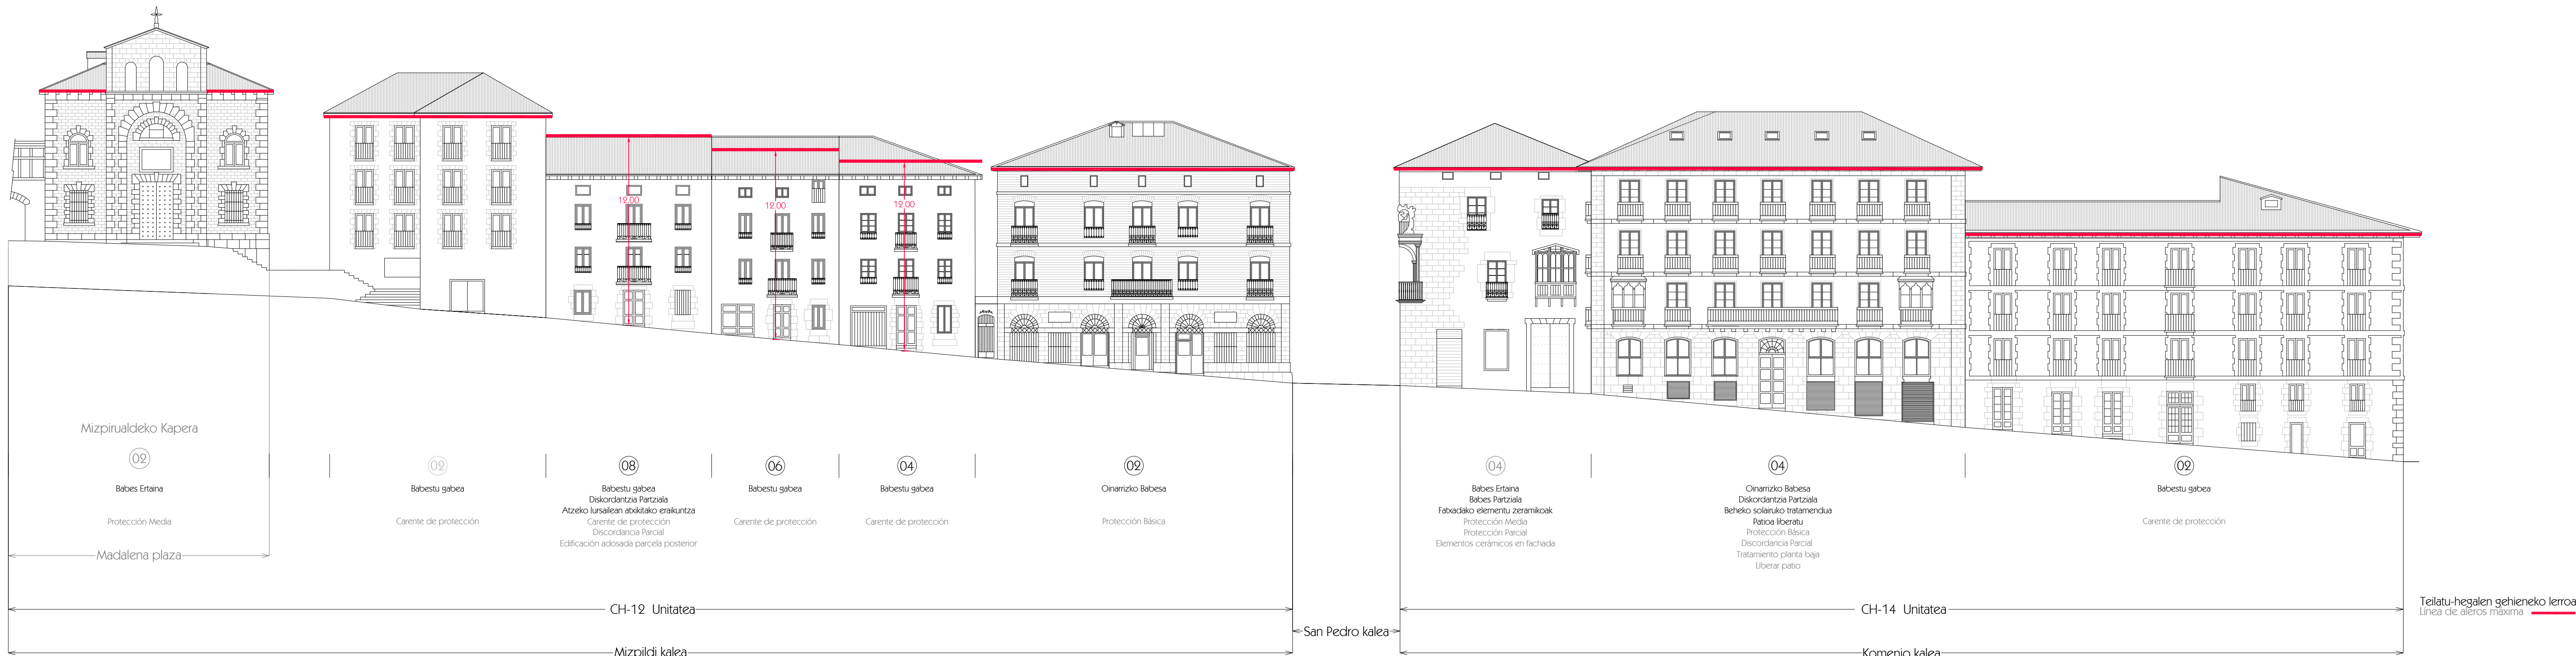 12.00
12.00
12.00
Mizpirualdeko Kapera
02
Babes Ertaina
Protección Media
Madalena plaza
02
Babestu gabea
Carente de protección
08
Babestu gabea
Diskordantzia Partziala
Atzeko lursailean atxikitako eraikuntza
Carente de protección
Discordancia Parcial
Edificación adosada parcela posterior
06
Babestu gabea
Carente de protección
04
Babestu gabea
Carente de protección
02
Oinarrizko Babesa
Protección Básica
04
Babes Ertaina
Babes Partziala
Fatxadako elementu zeramikoak
Protección Media
Protección Parcial
Elementos cerámicos en fachada
04
Oinarrizko Babesa
Diskordantzia Partziala
Beheko solairuko tratamendua
Patioa liberatu
Protección Básica
Discordancia Parcial
Tratamiento planta baja
Liberar patio
02
Babestu gabea
Carente de protección
CH-12 Unitatea
CH-14 Unitatea
San Pedro kalea
Mizpildi kalea
Komenio kalea
Teilatu-hegalen gehieneko lerroa
Línea de aleros máxima